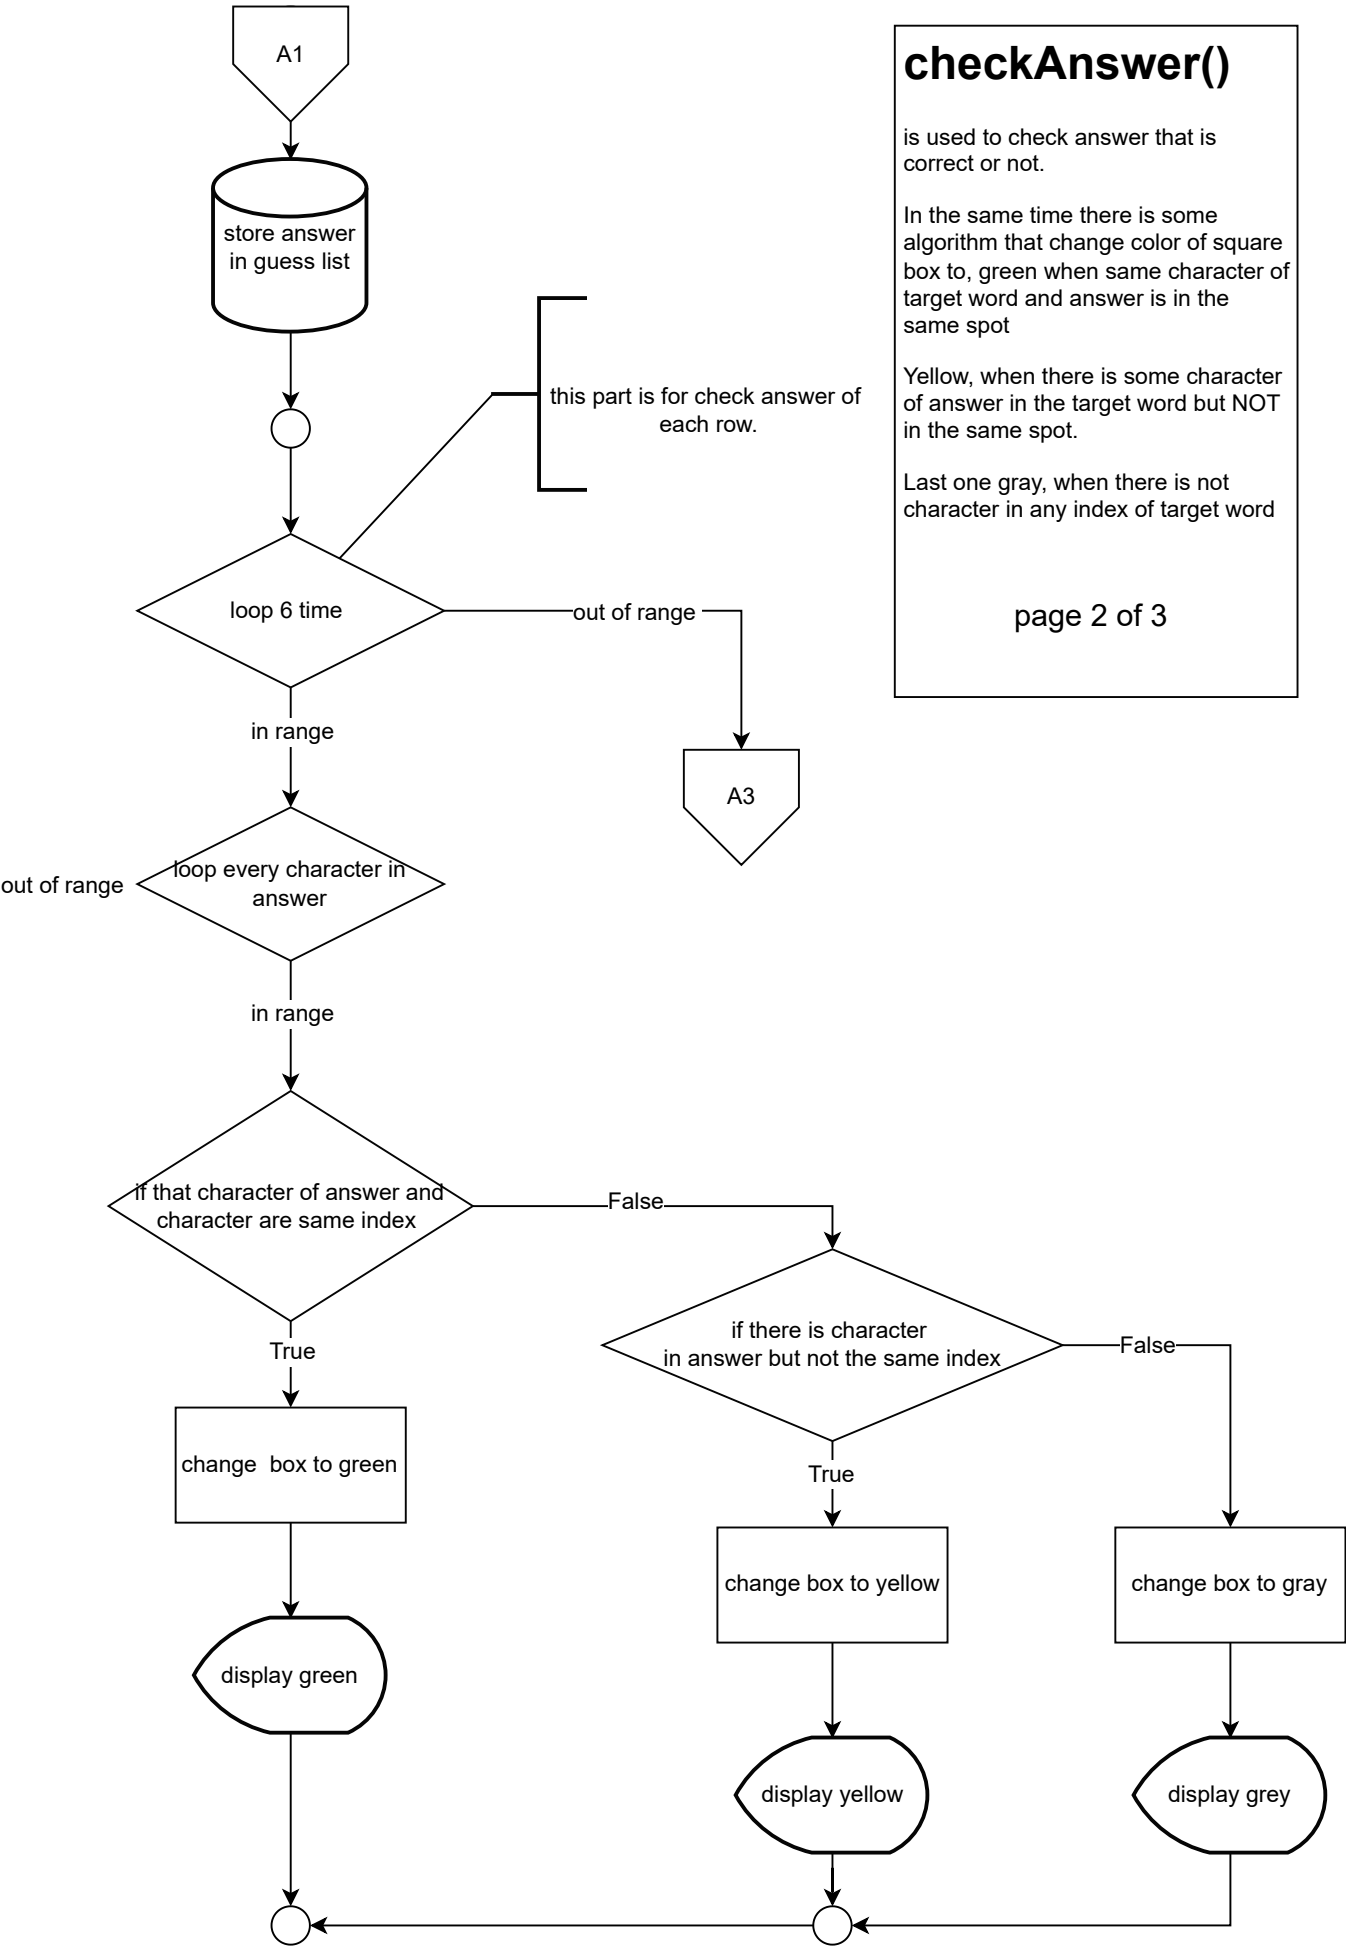 A1
checkAnswer()
is used to check answer that is
correct or not.
In the same time there is some
algorithm that change color of square
box to, green when same character of
target word and answer is in the
same spot
Yellow, when there is some character
of answer in the target word but NOT
in the same spot.
Last one gray, when there is not
character in any index of target word
page 2 of 3
store answer
in guess list
this part is for check answer of
each row.
loop 6 time
out of range
in range
A3
loop every character in
answer
out of range
in range
if that character of answer and
character are same index
False
True
if there is character
in answer but not the same index
False
True
change  box to green
change box to yellow
change box to gray
display green
display yellow
display grey